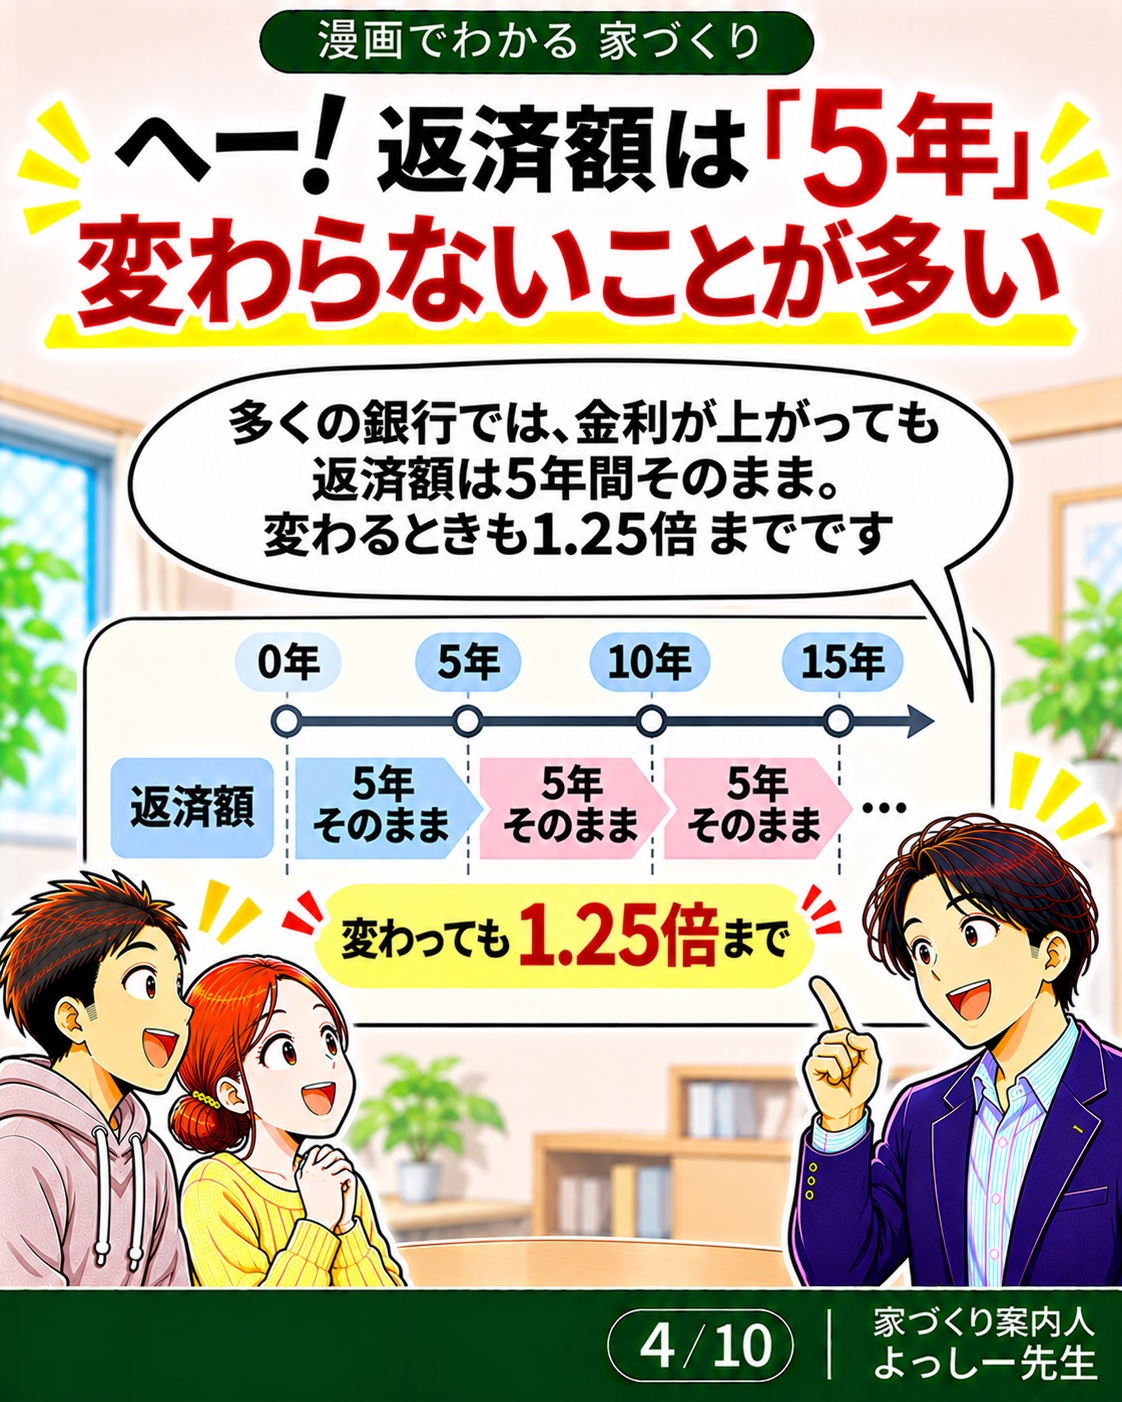 漫画でわかる 家づくり
へー！返済額は「5年」
変わらないことが多い
多くの銀行では、金利が上がっても
返済額は5年間そのまま。
変わるときも1.25倍 までです
0年 5年 10年 15年
返済額
5年
そのまま
5年
そのまま
5年
そのまま
…
変わっても1.25倍まで
4/10
家づくり案内人
よっしー先生